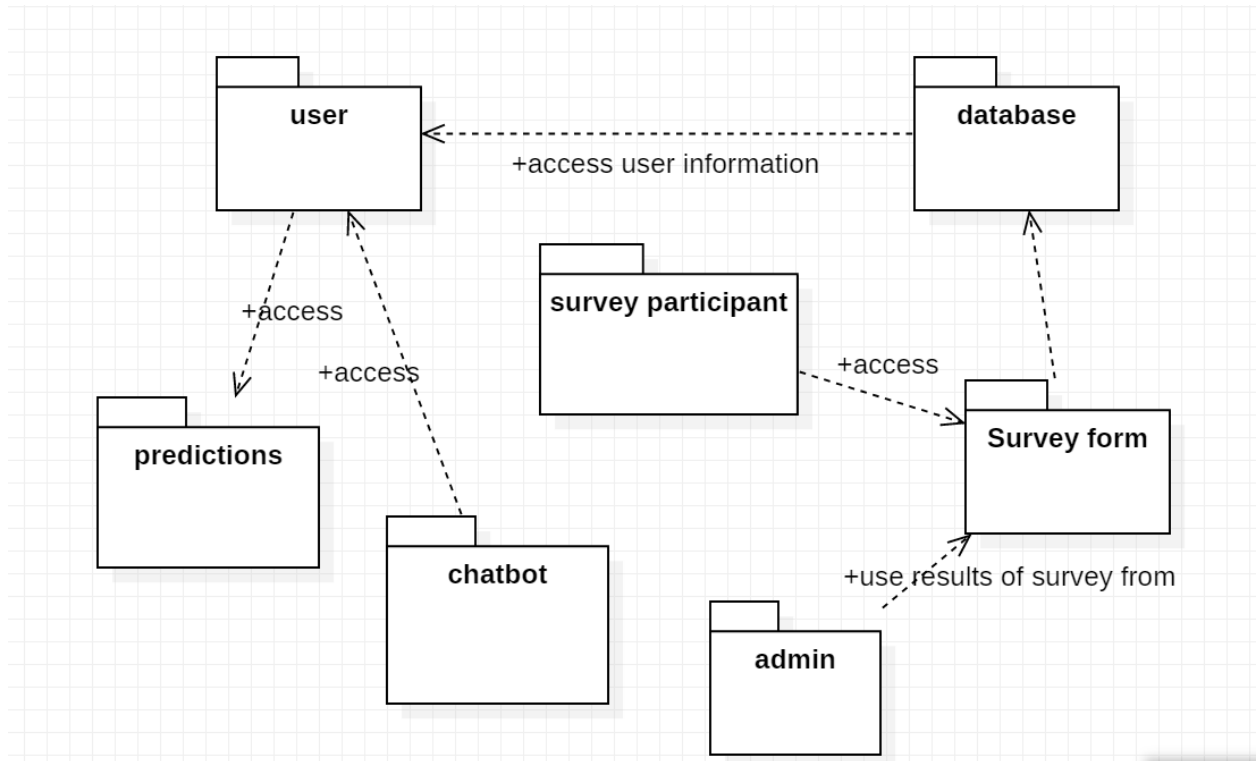 user
database
+access user information
survey participant
+access
+access
+access
Survey form
predictions
chatbot
+use results of survey from
admin